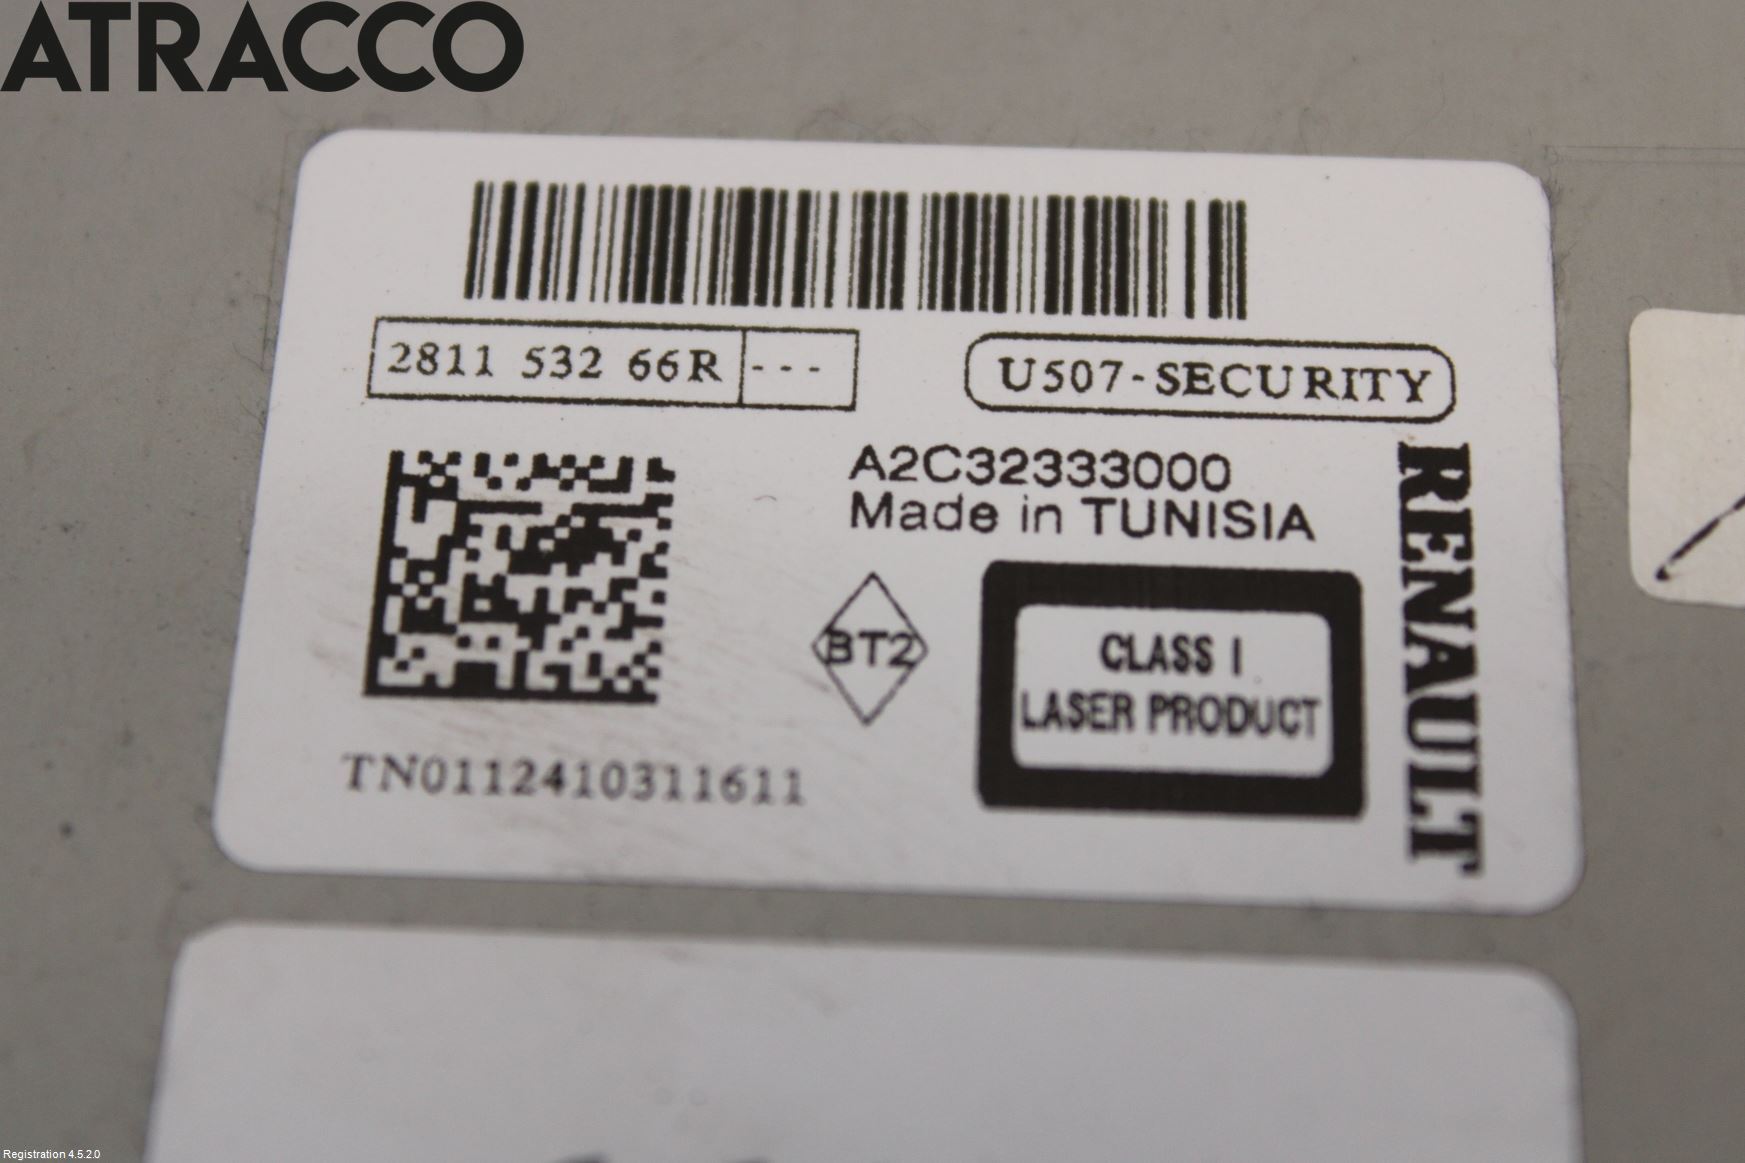 ATRACCO
2811 532 66R ---
U507-SECURITY
A2C32333000
Made in TUNISIA
BT2
CLASS I
LASER PRODUCT
RENAULT
TN0112410311611
Registration 4.5.2.0